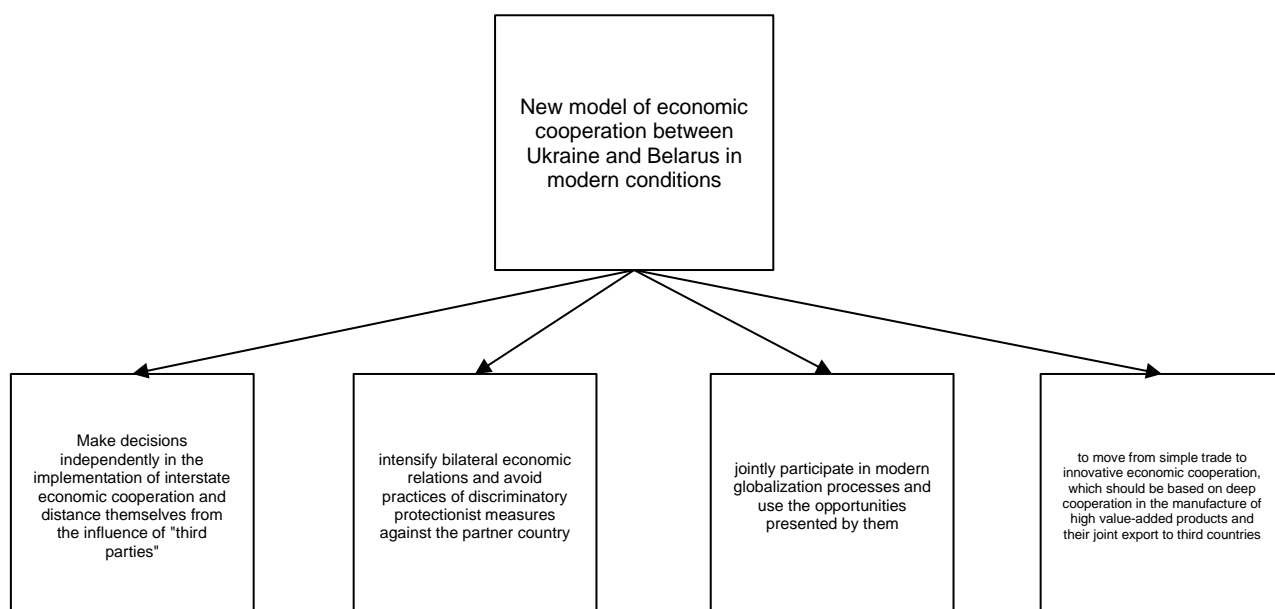 New model of economic
cooperation between
Ukraine and Belarus in
modern conditions
Make decisions
independently in the
implementation of interstate
economic cooperation and
distance themselves from
the influence of "third
parties"
intensify bilateral economic
relations and avoid
practices of discriminatory
protectionist measures
against the partner country
jointly participate in modern
globalization processes and
use the opportunities
presented by them
to move from simple trade to
innovative economic cooperation,
which should be based on deep
cooperation in the manufacture of
high value-added products and
their joint export to third countries